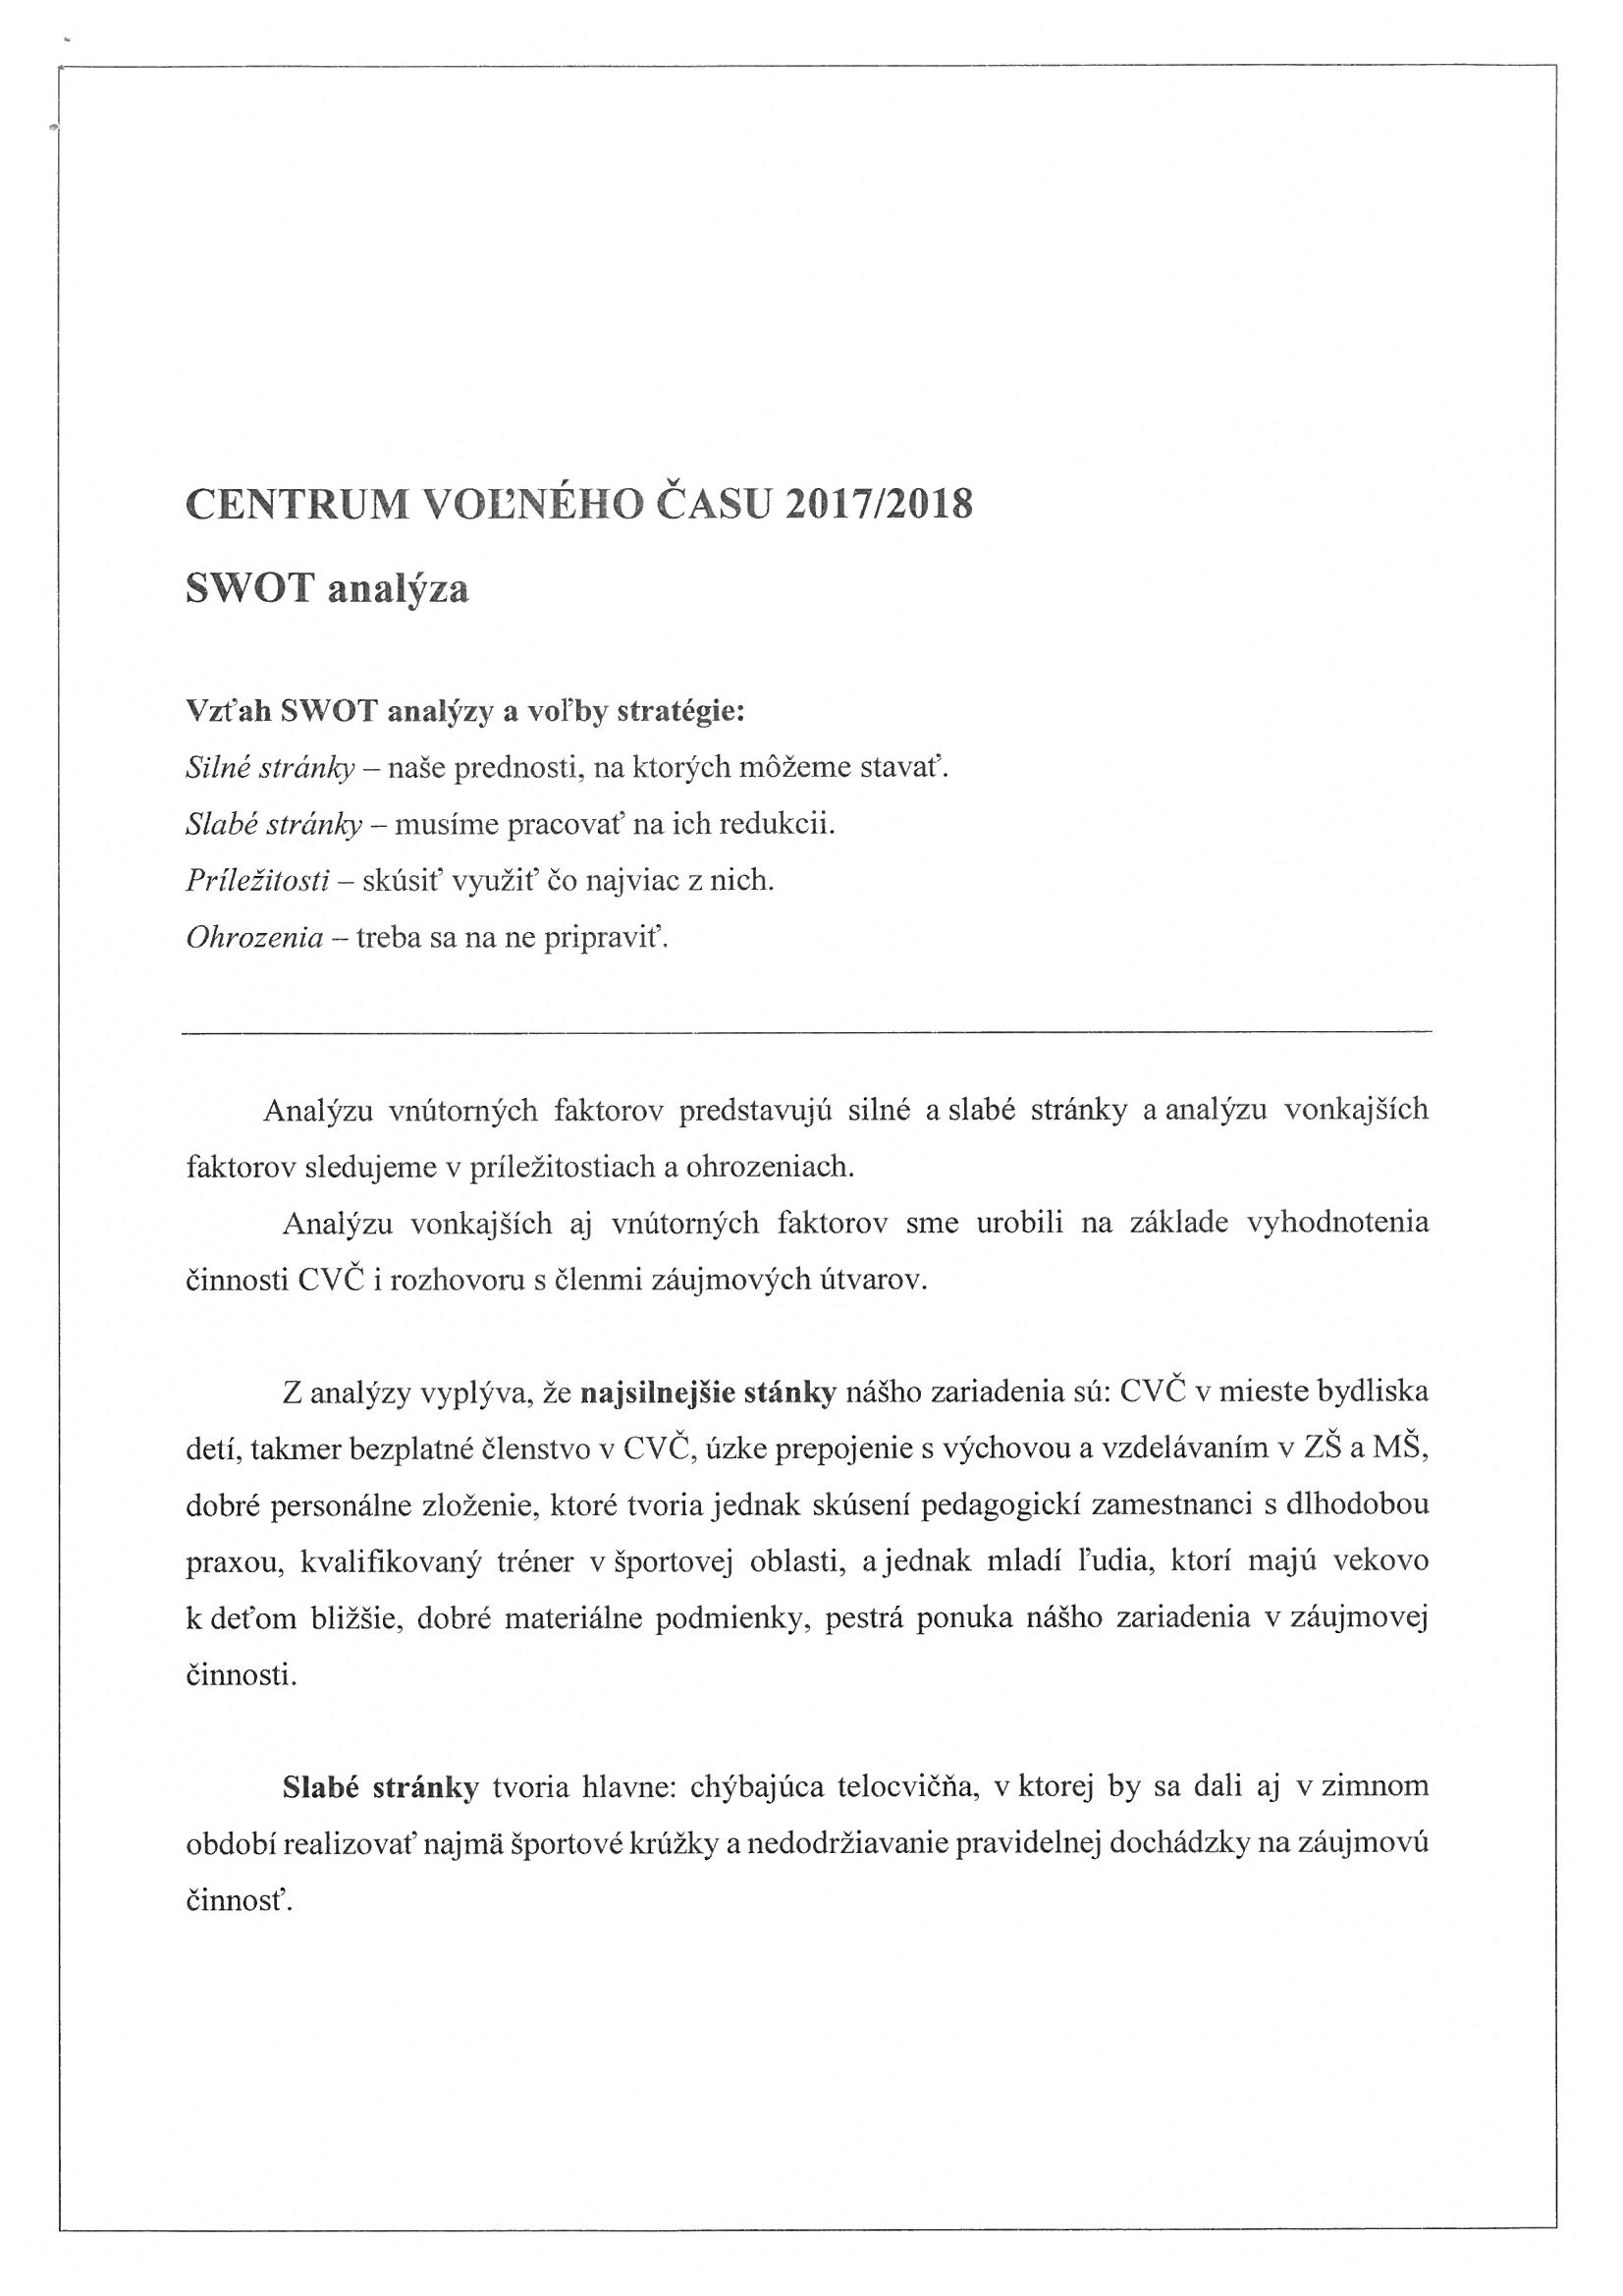 CENTRUM VOĽNÉHO ČASU 2017/2018
SWOT analýza
Vzťah SWOT analýzy a voľby stratégie:
Silné stránky – naše prednosti, na ktorých môžeme stavať.
Slabé stránky – musíme pracovať na ich redukcii.
Príležitosti – skúsiť využiť čo najviac z nich.
Ohrozenia – treba sa na ne pripraviť.
Analýzu vnútorných faktorov predstavujú silné a slabé stránky a analýzu vonkajších
faktorov sledujeme v príležitostiach a ohrozeniach.
Analýzu vonkajších aj vnútorných faktorov sme urobili na základe vyhodnotenia
činnosti CVČ i rozhovoru s členmi záujmových útvarov.
Z analýzy vyplýva, že najsilnejšie stánky nášho zariadenia sú: CVČ v mieste bydliska
detí, takmer bezplatné členstvo v CVČ, úzke prepojenie s výchovou a vzdelávaním v ZŠ a MŠ,
dobré personálne zloženie, ktoré tvoria jednak skúsení pedagogickí zamestnanci s dlhodobou
praxou, kvalifikovaný tréner v športovej oblasti, a jednak mladí ľudia, ktorí majú vekovo
k deťom bližšie, dobré materiálne podmienky, pestrá ponuka nášho zariadenia v záujmovej
činnosti.
Slabé stránky tvoria hlavne: chýbajúca telocvičňa, v ktorej by sa dali aj v zimnom
období realizovať najmä športové krúžky a nedodržiavanie pravidelnej dochádzky na záujmovú
činnosť.